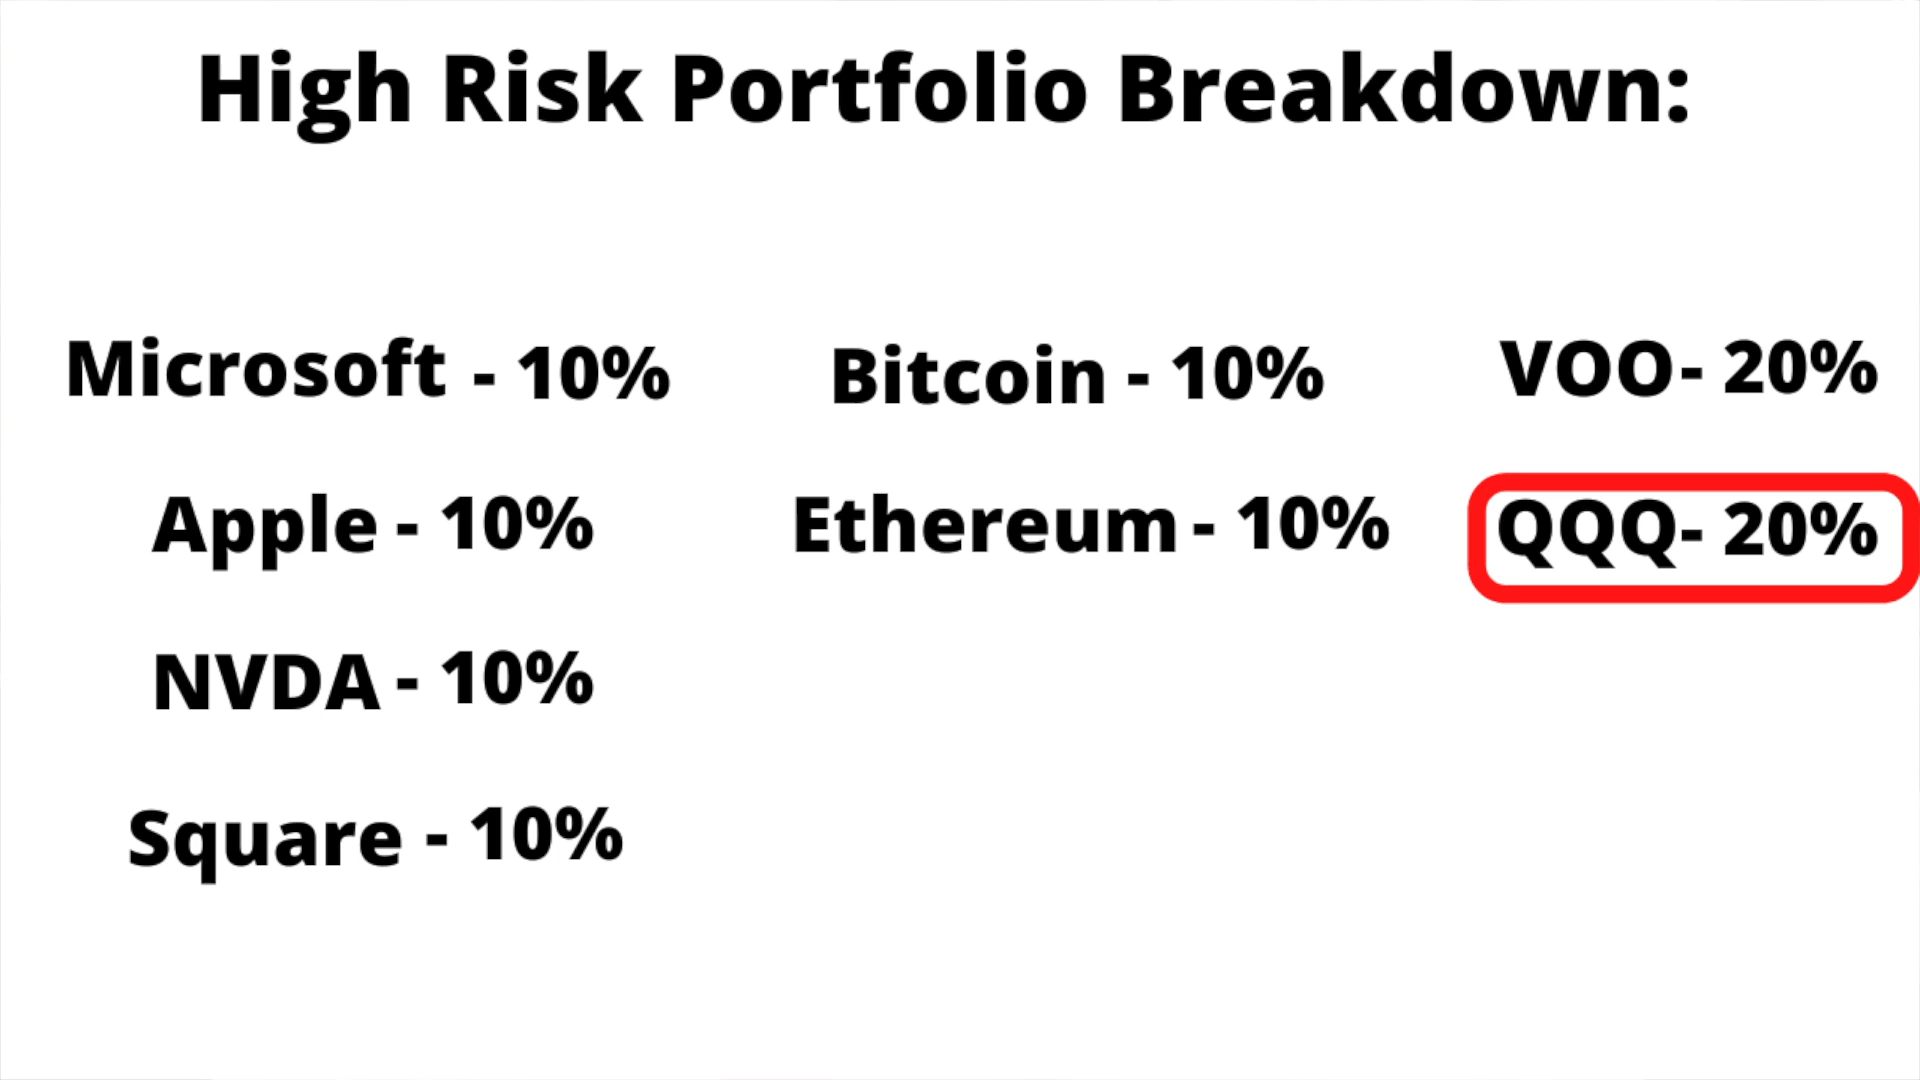 High Risk Portfolio Breakdown:
Microsoft - 10%
Apple - 10%
NVDA - 10%
Square - 10%
Bitcoin - 10%
Ethereum - 10%
VOO- 20%
QQQ- 20%